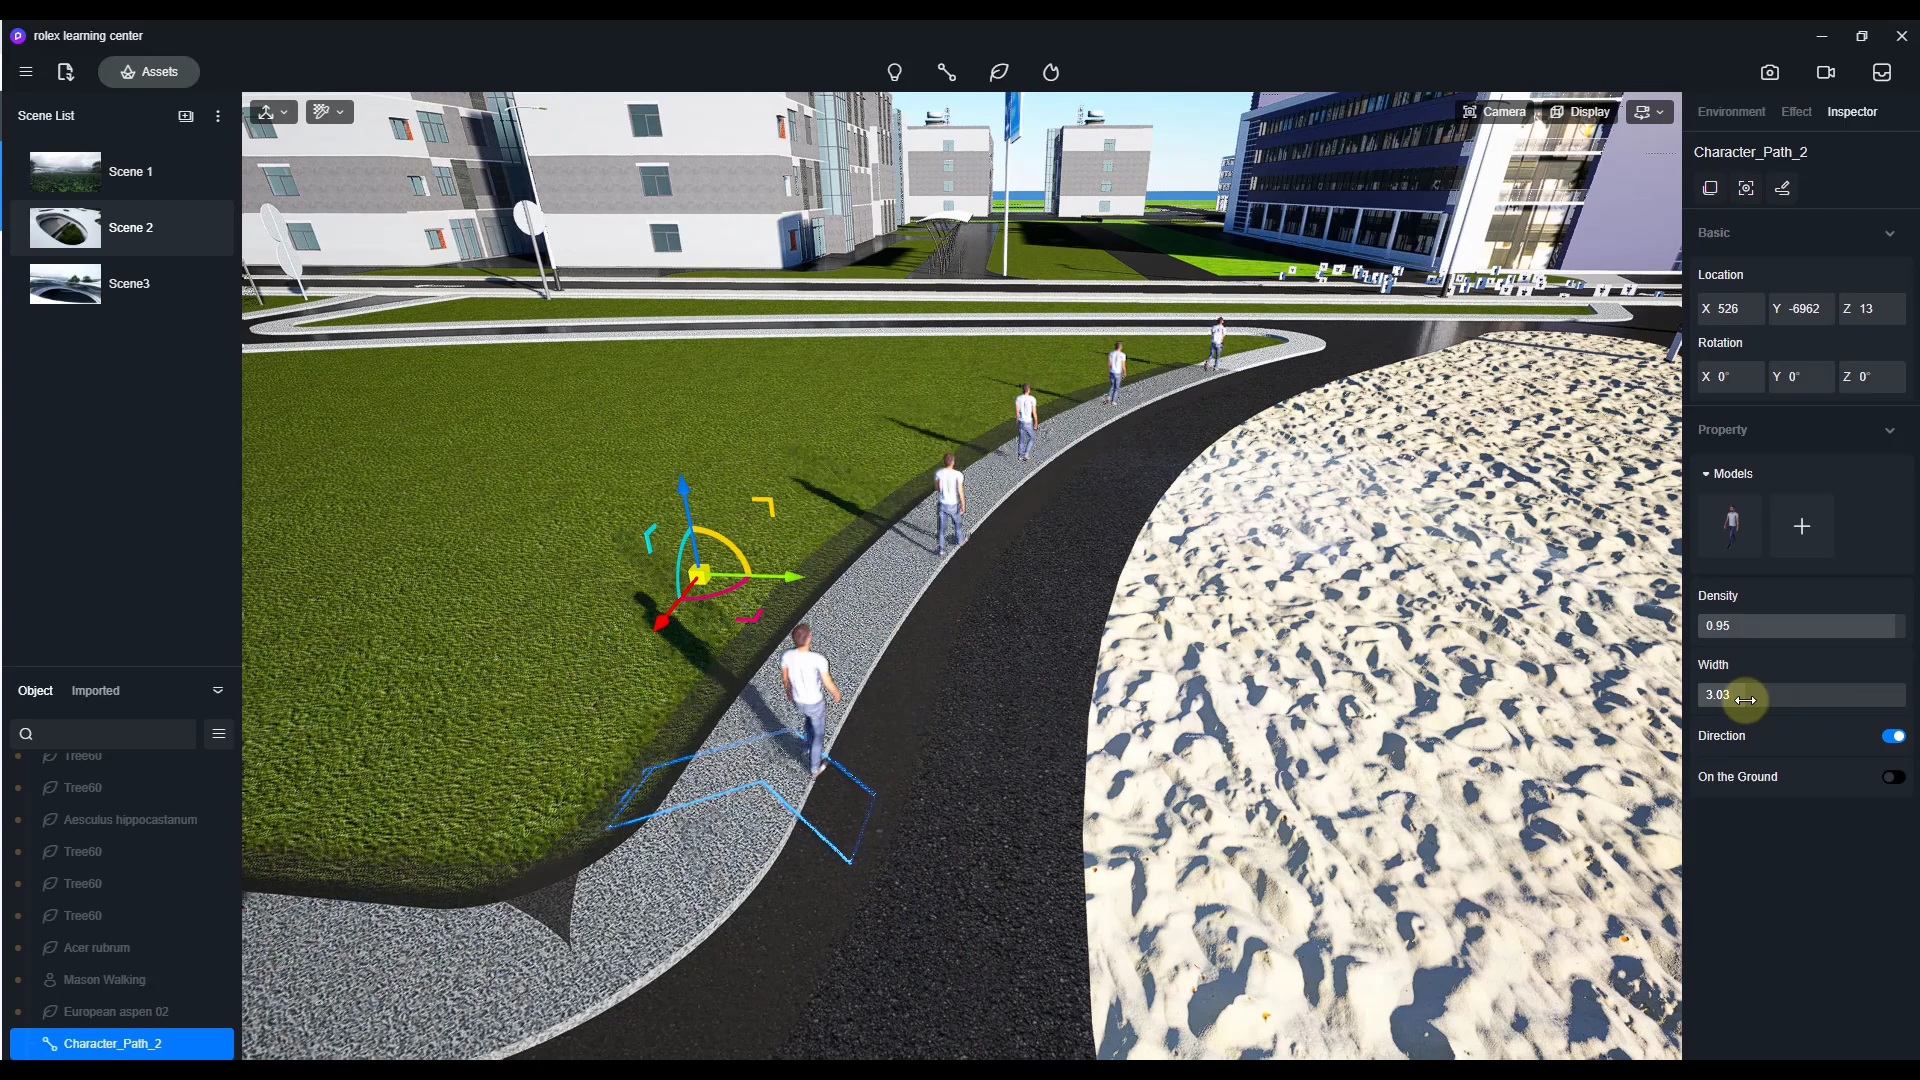 rolex learning center
Assets
Scene List
Scene 1
Scene 2
Scene3
Object Imported
Tree60
Tree60
Aesculus hippocastanum
Tree60
Tree60
Tree60
Acer rubrum
Mason Walking
European aspen 02
Character_Path_2
Camera
Display
Environment Effect Inspector
Character_Path_2
Basic
Location
X 526 Y -6962 Z 13
Rotation
X 0° Y 0° Z 0°
Property
Models
Density
0.95
Width
3.03
Direction
On the Ground